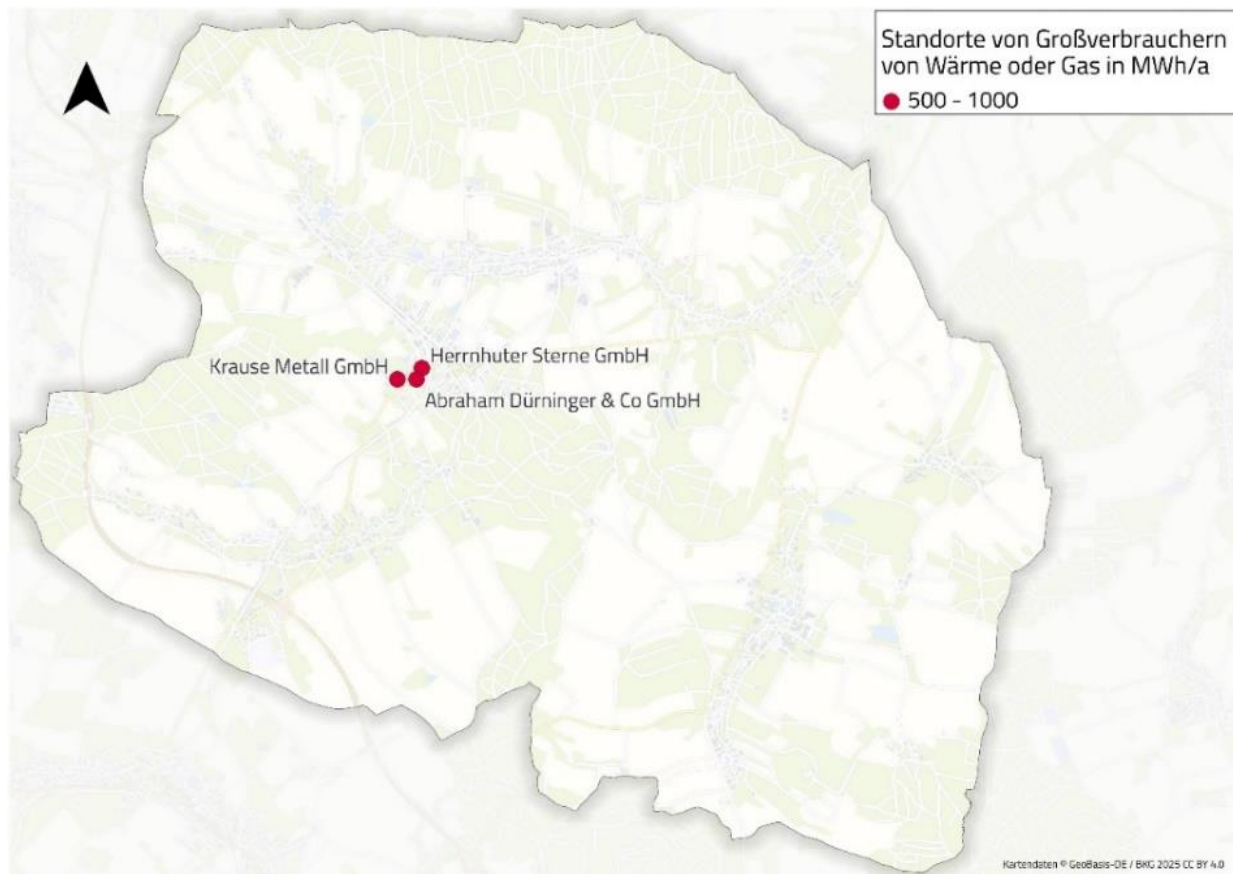 Standorte von Großverbrauchern
von Wärme oder Gas in MWh/a
500 - 1000
Herrnhuter Sterne GmbH
Krause Metall GmbH
Abraham Dürninger & Co GmbH
Kartendaten © GeoBasis-DE / BKG 2025 CC BY 4.0